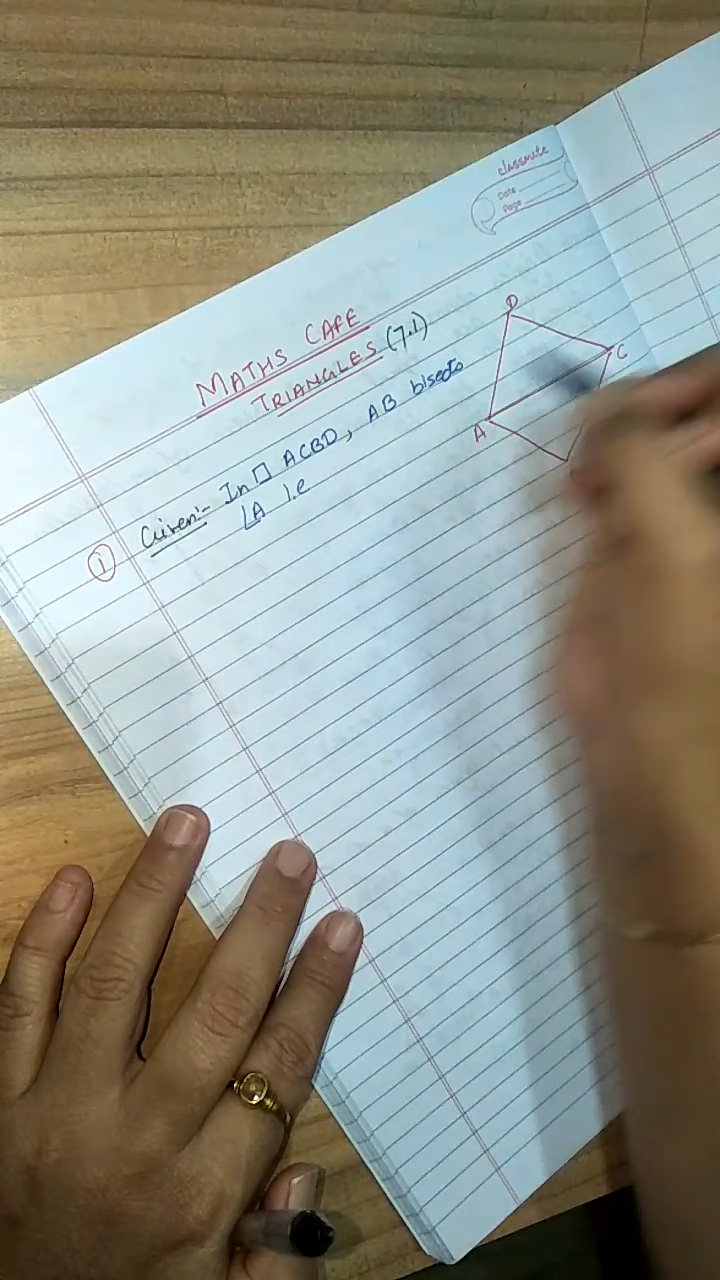 classmate
Date
Page
MATHS CAFE
TRIANGLES (7.1)
① Given:- In □ ACBD, AB bisects
∟A i.e
D
C
A